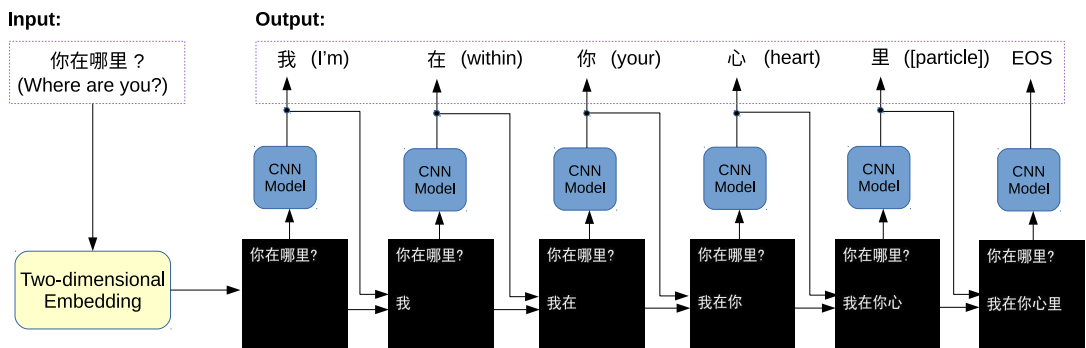 Input:
Output:
你在哪里 ?
(Where are you?)
我 (I'm) 在 (within) 你 (your) 心 (heart) 里 ([particle]) EOS
CNN Model
CNN Model
CNN Model
CNN Model
CNN Model
CNN Model
Two-dimensional
Embedding
你在哪里?
你在哪里?
我
你在哪里?
我在
你在哪里?
我在你
你在哪里?
我在你心
你在哪里?
我在你心里